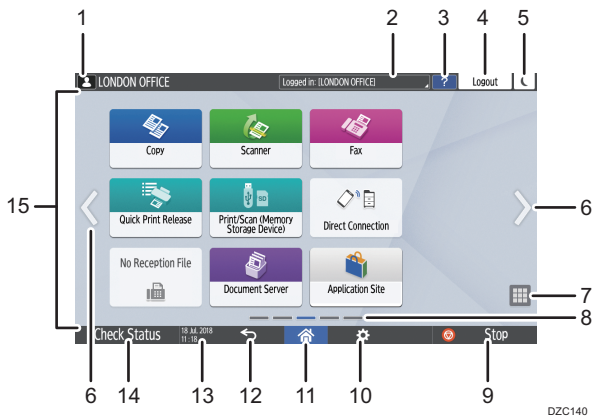 1 2 3 4 5
LONDON OFFICE Logged in: [LONDON OFFICE] ? Logout
Copy Scanner Fax
15
SD
6
Quick Print Release Print/Scan (Memory Direct Connection
Storage Device)
No Reception File
7
Document Server Application Site
8
Check Status 18 Jul. 2018 Stop
11 : 18
6 14 13 12 11 10 9
DZC140